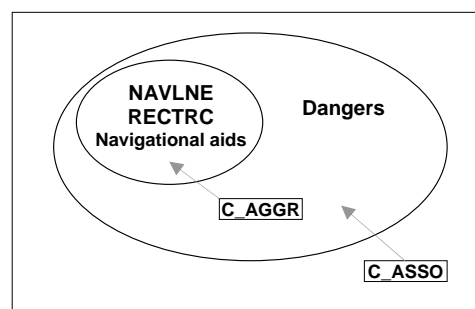 NAVLNE
RECTRC
Navigational aids
Dangers
C_AGGR
C_ASSO